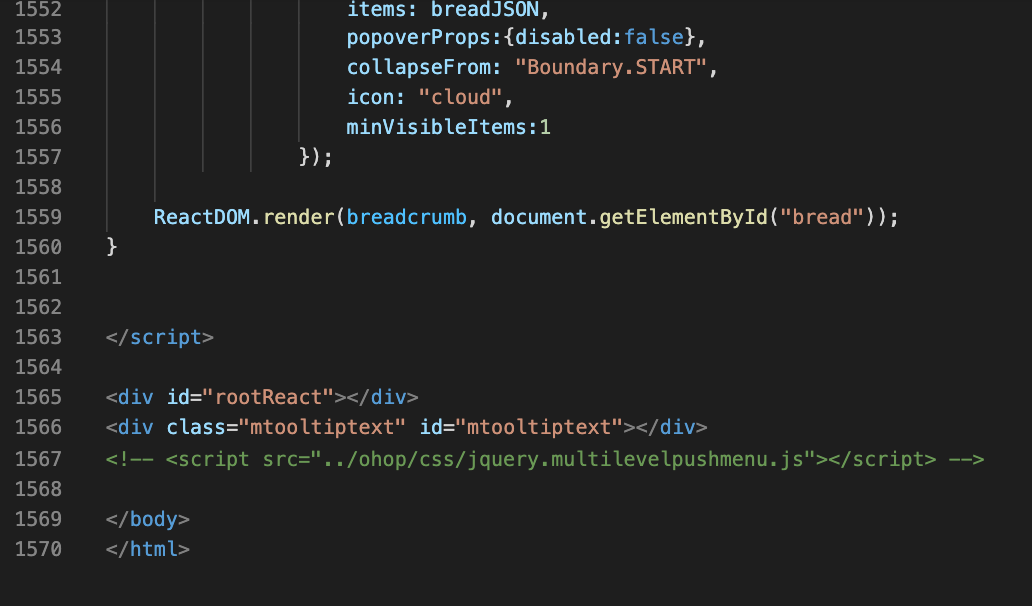 1552 items: breadJSON,
1553 popoverProps:{disabled:false},
1554 collapseFrom: "Boundary.START",
1555 icon: "cloud",
1556 minVisibleItems:1
1557 });
1558
1559 ReactDOM.render(breadcrumb, document.getElementById("bread"));
1560 }
1561
1562
1563 </script>
1564
1565 <div id="rootReact"></div>
1566 <div class="mtooltiptext" id="mtooltiptext"></div>
1567 <!-- <script src="../ohop/css/jquery.multilevelpushmenu.js"></script> -->
1568
1569 </body>
1570 </html>